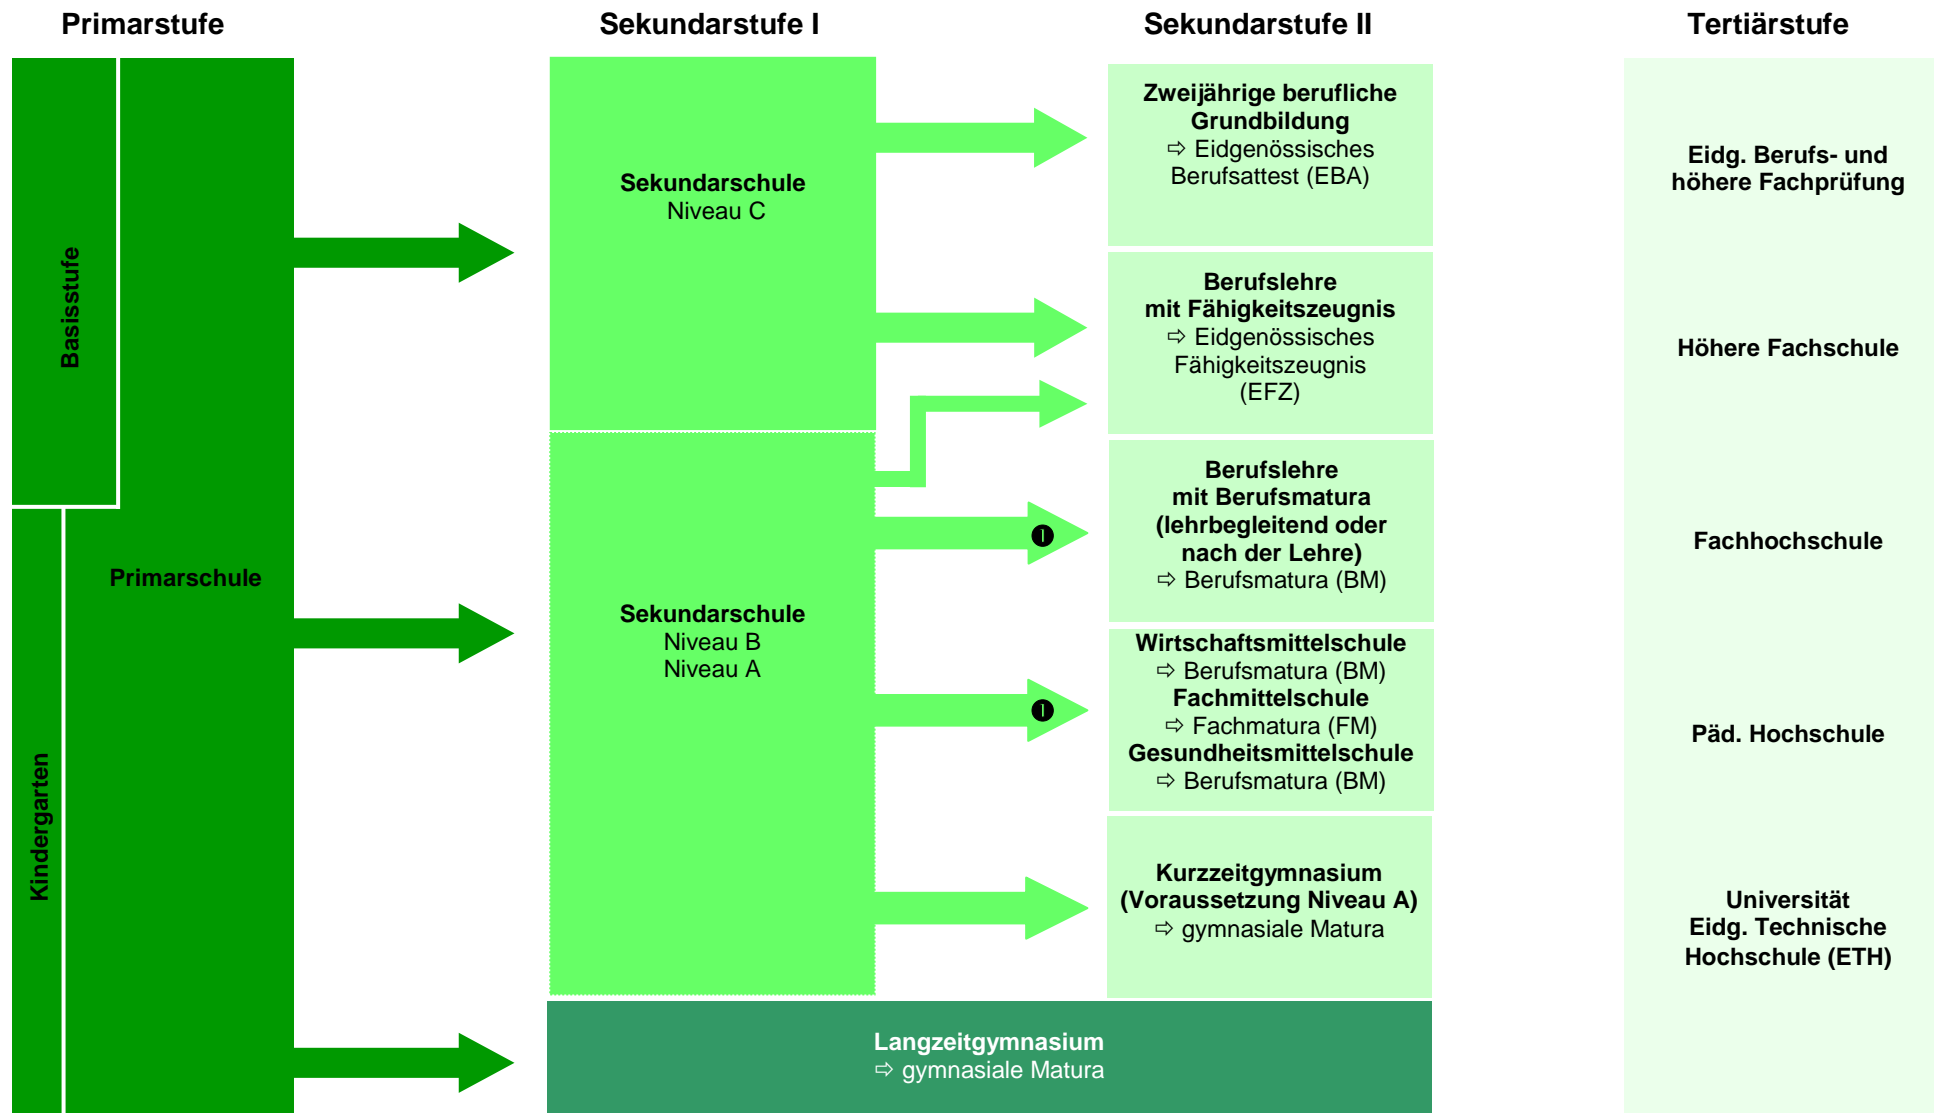 Primarstufe
Sekundarstufe I
Sekundarstufe II
Tertiärstufe
Basisstufe
Kindergarten
Primarschule
Sekundarschule
Niveau C
Sekundarschule
Niveau B
Niveau A
Zweijährige berufliche
Grundbildung
⇨ Eidgenössisches
Berufsattest (EBA)
Berufslehre
mit Fähigkeitszeugnis
⇨ Eidgenössisches
Fähigkeitszeugnis
(EFZ)
❶
Berufslehre
mit Berufsmatura
(lehrbegleitend oder
nach der Lehre)
⇨ Berufsmatura (BM)
❶
Wirtschaftsmittelschule
⇨ Berufsmatura (BM)
Fachmittelschule
⇨ Fachmatura (FM)
Gesundheitsmittelschule
⇨ Berufsmatura (BM)
Kurzzeitgymnasium
(Voraussetzung Niveau A)
⇨ gymnasiale Matura
Langzeitgymnasium
⇨ gymnasiale Matura
Eidg. Berufs- und
höhere Fachprüfung
Höhere Fachschule
Fachhochschule
Päd. Hochschule
Universität
Eidg. Technische
Hochschule (ETH)